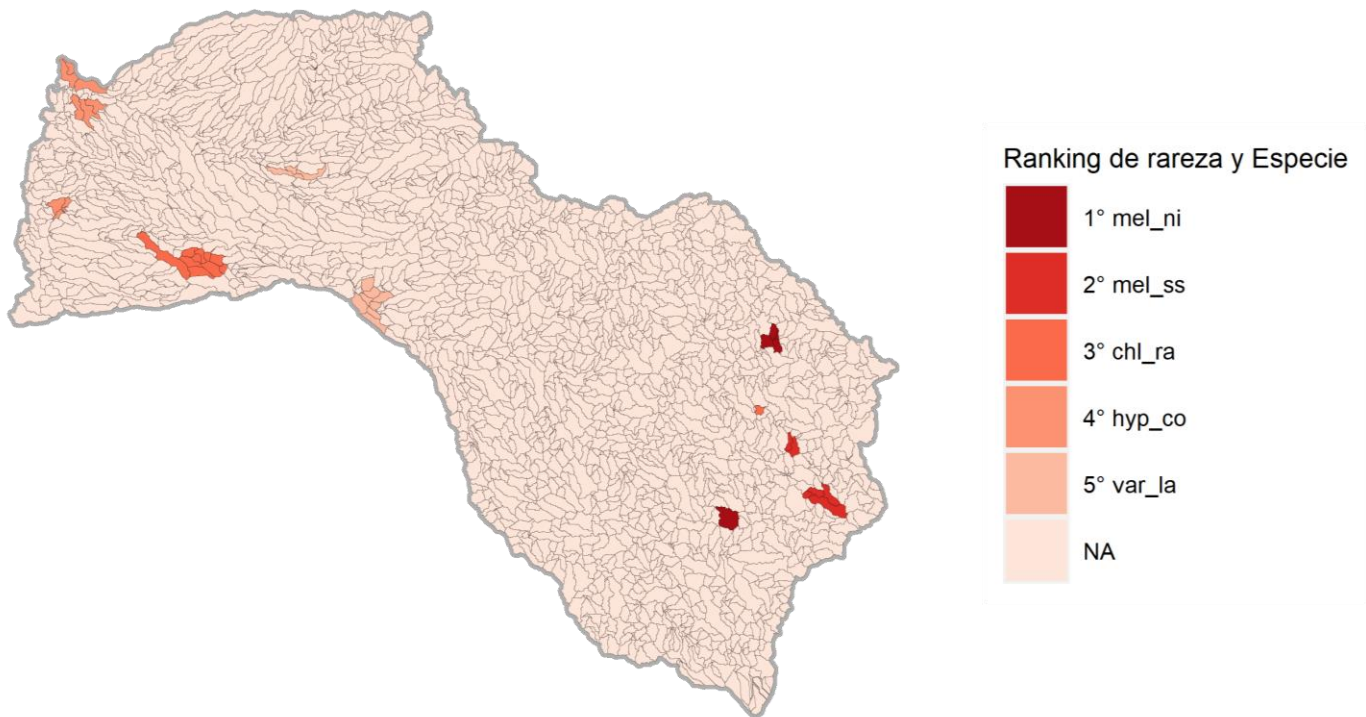 Ranking de rareza y Especie
1° mel_ni
2° mel_ss
3° chl_ra
4° hyp_co
5° var_la
NA